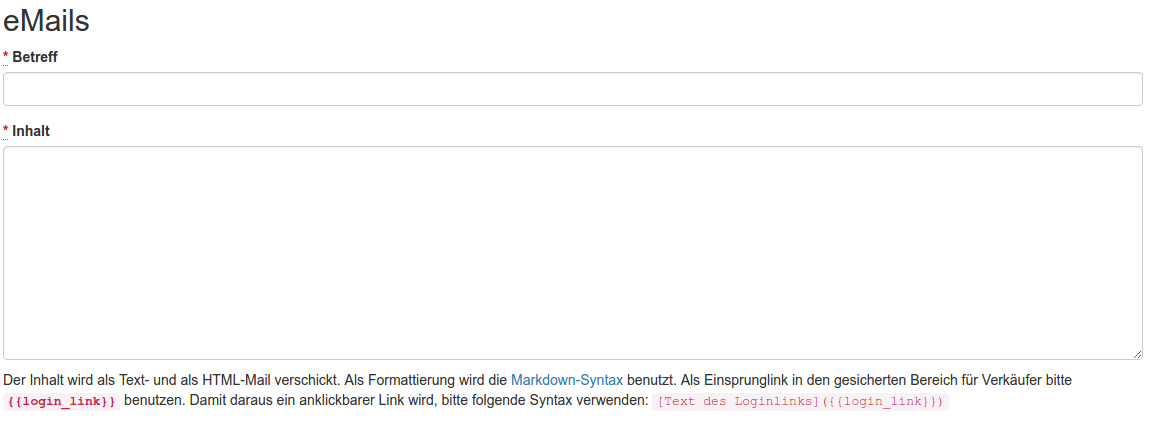 eMails
* Betreff
* Inhalt
Der Inhalt wird als Text- und als HTML-Mail verschickt. Als Formattierung wird die Markdown-Syntax benutzt. Als Einsprunglink in den gesicherten Bereich für Verkäufer bitte
{{login_link}} benutzen. Damit daraus ein anklickbarer Link wird, bitte folgende Syntax verwenden: [Text des Loginlinks]({{login_link}})